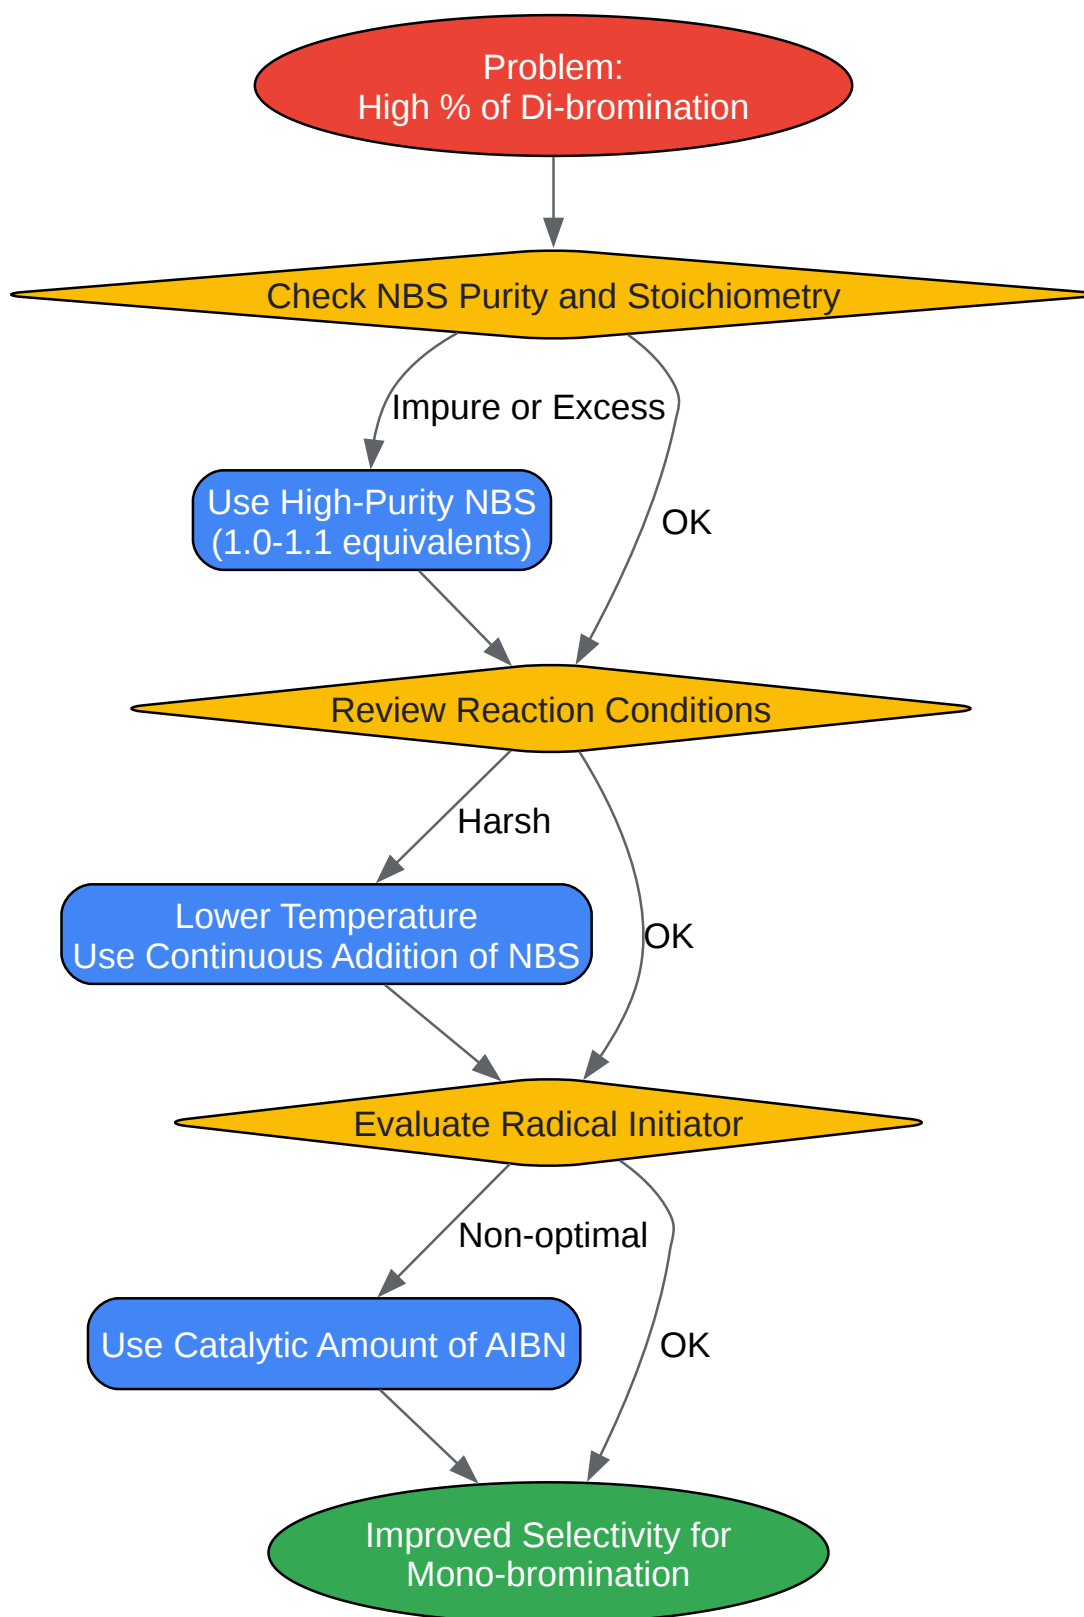 Problem:
High % of Di-bromination
Check NBS Purity and Stoichiometry
Impure or Excess
Use High-Purity NBS
(1.0-1.1 equivalents)
OK
Review Reaction Conditions
Harsh
Lower Temperature
Use Continuous Addition of NBS
OK
Evaluate Radical Initiator
Non-optimal
Use Catalytic Amount of AIBN
OK
Improved Selectivity for
Mono-bromination